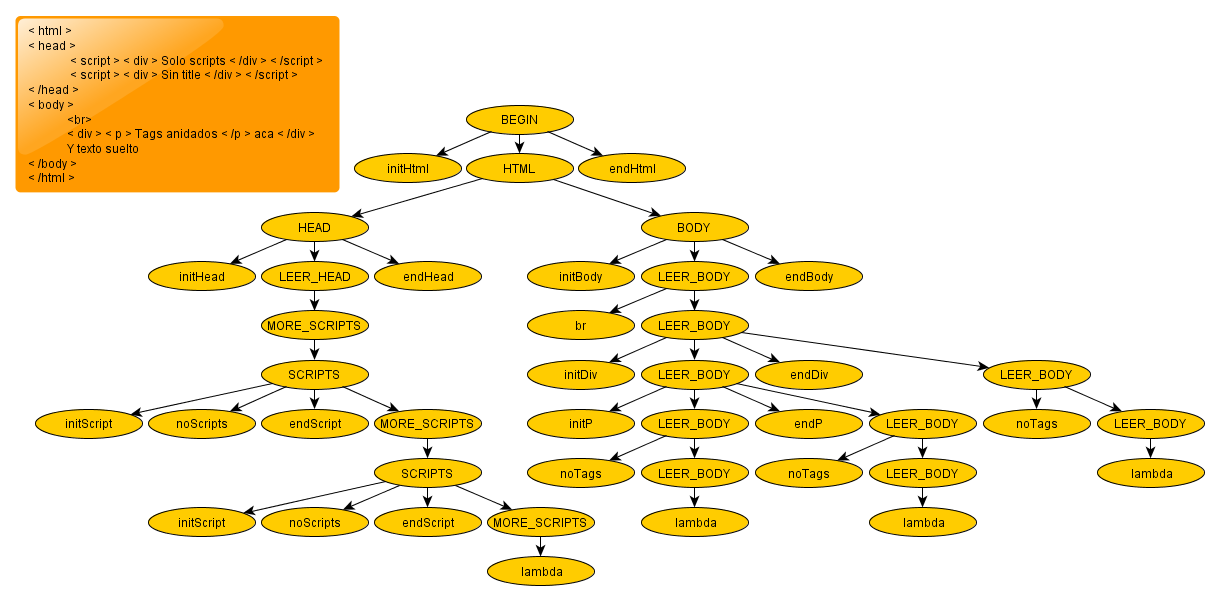 < html >
< head >
< script > < div > Solo scripts < /div > < /script >
< script > < div > Sin title < /div > < /script >
< /head >
< body >
<br>
< div > < p > Tags anidados < /p > aca < /div >
Y texto suelto
< /body >
< /html >
BEGIN
initHtml HTML endHtml
HEAD BODY
initHead LEER_HEAD endHead initBody LEER_BODY endBody
MORE_SCRIPTS br LEER_BODY
SCRIPTS initDiv LEER_BODY endDiv LEER_BODY
initScript noScripts endScript MORE_SCRIPTS initP LEER_BODY endP LEER_BODY noTags LEER_BODY
SCRIPTS noTags LEER_BODY noTags LEER_BODY lambda
initScript noScripts endScript MORE_SCRIPTS lambda lambda
lambda